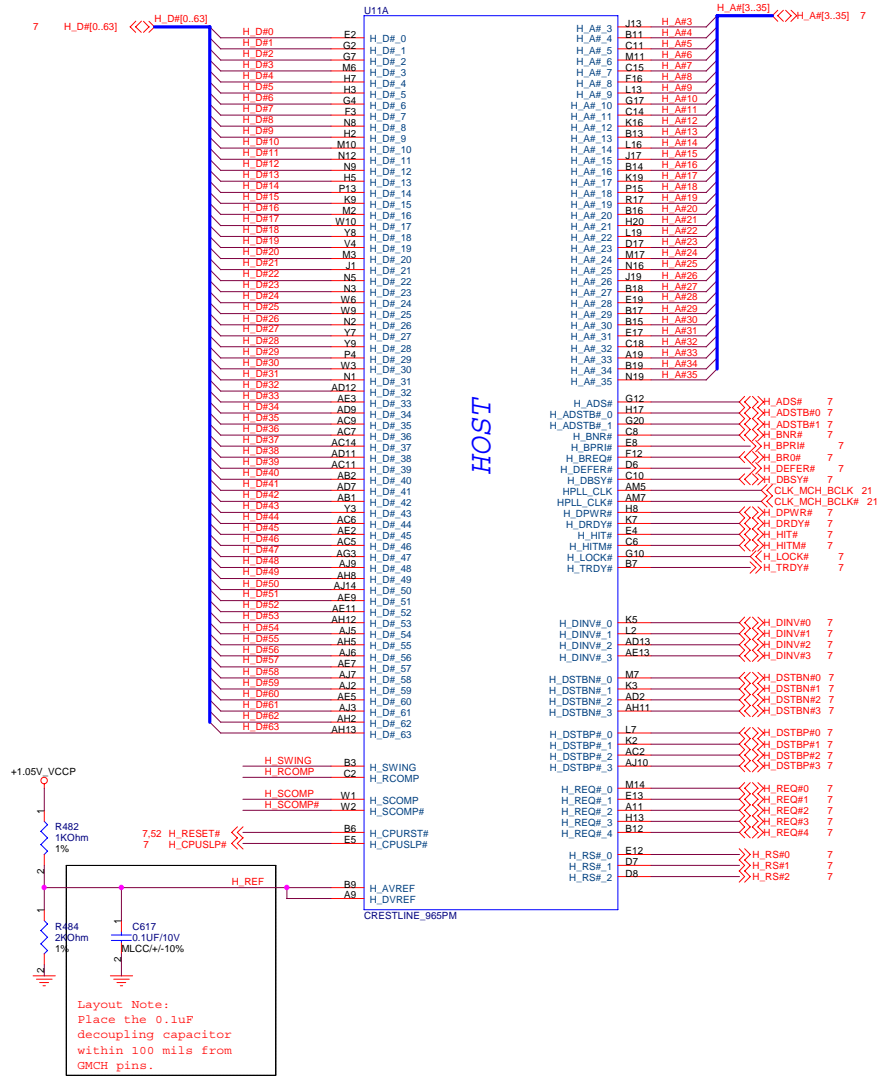 U11A
7 H_D#[0..63] H_D#[0..63]
H_D#0 E2 H_D#_0
H_D#1 G2 H_D#_1
H_D#2 G7 H_D#_2
H_D#3 M6 H_D#_3
H_D#4 H7 H_D#_4
H_D#5 H3 H_D#_5
H_D#6 G4 H_D#_6
H_D#7 F3 H_D#_7
H_D#8 N8 H_D#_8
H_D#9 H2 H_D#_9
H_D#10 M10 H_D#_10
H_D#11 N12 H_D#_11
H_D#12 N9 H_D#_12
H_D#13 H5 H_D#_13
H_D#14 P13 H_D#_14
H_D#15 K9 H_D#_15
H_D#16 M2 H_D#_16
H_D#17 W10 H_D#_17
H_D#18 Y8 H_D#_18
H_D#19 V4 H_D#_19
H_D#20 M3 H_D#_20
H_D#21 J1 H_D#_21
H_D#22 N5 H_D#_22
H_D#23 N3 H_D#_23
H_D#24 W6 H_D#_24
H_D#25 W9 H_D#_25
H_D#26 N2 H_D#_26
H_D#27 Y7 H_D#_27
H_D#28 Y9 H_D#_28
H_D#29 P4 H_D#_29
H_D#30 W3 H_D#_30
H_D#31 N1 H_D#_31
H_D#32 AD12 H_D#_32
H_D#33 AE3 H_D#_33
H_D#34 AD9 H_D#_34
H_D#35 AC9 H_D#_35
H_D#36 AC7 H_D#_36
H_D#37 AC14 H_D#_37
H_D#38 AD11 H_D#_38
H_D#39 AC11 H_D#_39
H_D#40 AB2 H_D#_40
H_D#41 AD7 H_D#_41
H_D#42 AB1 H_D#_42
H_D#43 Y3 H_D#_43
H_D#44 AC6 H_D#_44
H_D#45 AE2 H_D#_45
H_D#46 AC5 H_D#_46
H_D#47 AG3 H_D#_47
H_D#48 AJ9 H_D#_48
H_D#49 AH8 H_D#_49
H_D#50 AJ14 H_D#_50
H_D#51 AE9 H_D#_51
H_D#52 AE11 H_D#_52
H_D#53 AH12 H_D#_53
H_D#54 AJ5 H_D#_54
H_D#55 AH5 H_D#_55
H_D#56 AJ6 H_D#_56
H_D#57 AE7 H_D#_57
H_D#58 AJ7 H_D#_58
H_D#59 AJ2 H_D#_59
H_D#60 AE5 H_D#_60
H_D#61 AJ3 H_D#_61
H_D#62 AH2 H_D#_62
H_D#63 AH13 H_D#_63
H_SWING B3 H_SWING
H_RCOMP C2 H_RCOMP
H_SCOMP W1 H_SCOMP
H_SCOMP# W2 H_SCOMP#
7,52 H_RESET# B6 H_CPURST#
7 H_CPUSLP# E5 H_CPUSLP#
H_REF B9 H_AVREF
A9 H_DVREF
HOST
H_A#[3..35] H_A#[3..35] 7
H_A#_3 J13 H_A#3
H_A#_4 B11 H_A#4
H_A#_5 C11 H_A#5
H_A#_6 M11 H_A#6
H_A#_7 C15 H_A#7
H_A#_8 F16 H_A#8
H_A#_9 L13 H_A#9
H_A#_10 G17 H_A#10
H_A#_11 C14 H_A#11
H_A#_12 K16 H_A#12
H_A#_13 B13 H_A#13
H_A#_14 L16 H_A#14
H_A#_15 J17 H_A#15
H_A#_16 B14 H_A#16
H_A#_17 K19 H_A#17
H_A#_18 P15 H_A#18
H_A#_19 R17 H_A#19
H_A#_20 B16 H_A#20
H_A#_21 H20 H_A#21
H_A#_22 L19 H_A#22
H_A#_23 D17 H_A#23
H_A#_24 M17 H_A#24
H_A#_25 N16 H_A#25
H_A#_26 J19 H_A#26
H_A#_27 B18 H_A#27
H_A#_28 E19 H_A#28
H_A#_29 B17 H_A#29
H_A#_30 B15 H_A#30
H_A#_31 E17 H_A#31
H_A#_32 C18 H_A#32
H_A#_33 A19 H_A#33
H_A#_34 B19 H_A#34
H_A#_35 N19 H_A#35
H_ADS# G12 H_ADS# 7
H_ADSTB#_0 H17 H_ADSTB#0 7
H_ADSTB#_1 G20 H_ADSTB#1 7
H_BNR# C8 H_BNR# 7
H_BPRI# E8 H_BPRI# 7
H_BREQ# F12 H_BR0# 7
H_DEFER# D6 H_DEFER# 7
H_DBSY# C10 H_DBSY# 7
HPLL_CLK AM5 CLK_MCH_BCLK 21
HPLL_CLK# AM7 CLK_MCH_BCLK# 21
H_DPWR# H8 H_DPWR# 7
H_DRDY# K7 H_DRDY# 7
H_HIT# E4 H_HIT# 7
H_HITM# C6 H_HITM# 7
H_LOCK# G10 H_LOCK# 7
H_TRDY# B7 H_TRDY# 7
H_DINV#_0 K5 H_DINV#0 7
H_DINV#_1 L2 H_DINV#1 7
H_DINV#_2 AD13 H_DINV#2 7
H_DINV#_3 AE13 H_DINV#3 7
H_DSTBN#_0 M7 H_DSTBN#0 7
H_DSTBN#_1 K3 H_DSTBN#1 7
H_DSTBN#_2 AD2 H_DSTBN#2 7
H_DSTBN#_3 AH11 H_DSTBN#3 7
H_DSTBP#_0 L7 H_DSTBP#0 7
H_DSTBP#_1 K2 H_DSTBP#1 7
H_DSTBP#_2 AC2 H_DSTBP#2 7
H_DSTBP#_3 AJ10 H_DSTBP#3 7
H_REQ#_0 M14 H_REQ#0 7
H_REQ#_1 E13 H_REQ#1 7
H_REQ#_2 A11 H_REQ#2 7
H_REQ#_3 H13 H_REQ#3 7
H_REQ#_4 B12 H_REQ#4 7
H_RS#_0 E12 H_RS#0 7
H_RS#_1 D7 H_RS#1 7
H_RS#_2 D8 H_RS#2 7
CRESTLINE_965PM
+1.05V_VCCP
1
R482
1KOhm
1%
2
1
R484
2KOhm
1%
2
1
C617
0.1UF/10V
MLCC/+/-10%
2
Layout Note:
Place the 0.1uF
decoupling capacitor
within 100 mils from
GMCH pins.